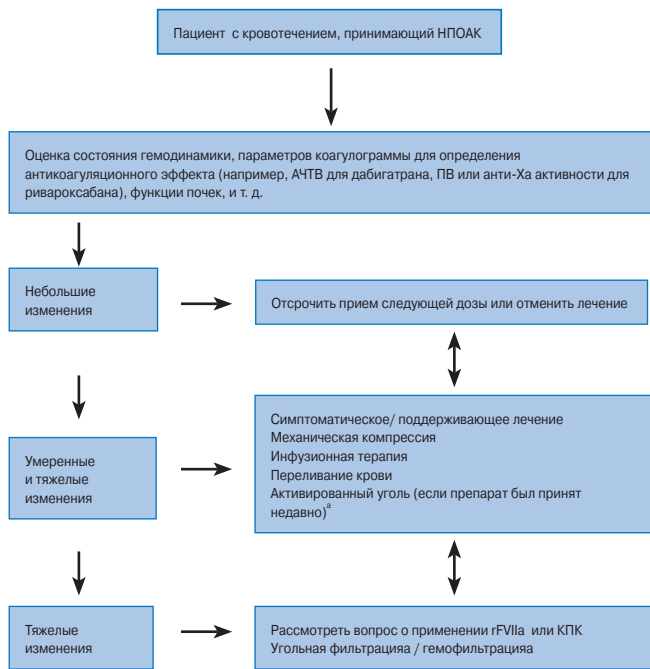 Пациент с кровотечением, принимающий НПОАК
Оценка состояния гемодинамики, параметров коагулограммы для определения
антикоагуляционного эффекта (например, АЧТВ для дабигатрана, ПВ или анти-Ха активности для
ривароксабана), функции почек, и т. д.
Небольшие
изменения
Отсрочить прием следующей дозы или отменить лечение
Умеренные
и тяжелые
изменения
Симптоматическое/ поддерживающее лечение
Механическая компрессия
Инфузионная терапия
Переливание крови
Активированный уголь (если препарат был принят
недавно)ª
Тяжелые
изменения
Рассмотреть вопрос о применении rFVIIa или КПК
Угольная фильтрация / гемофильтрацияa